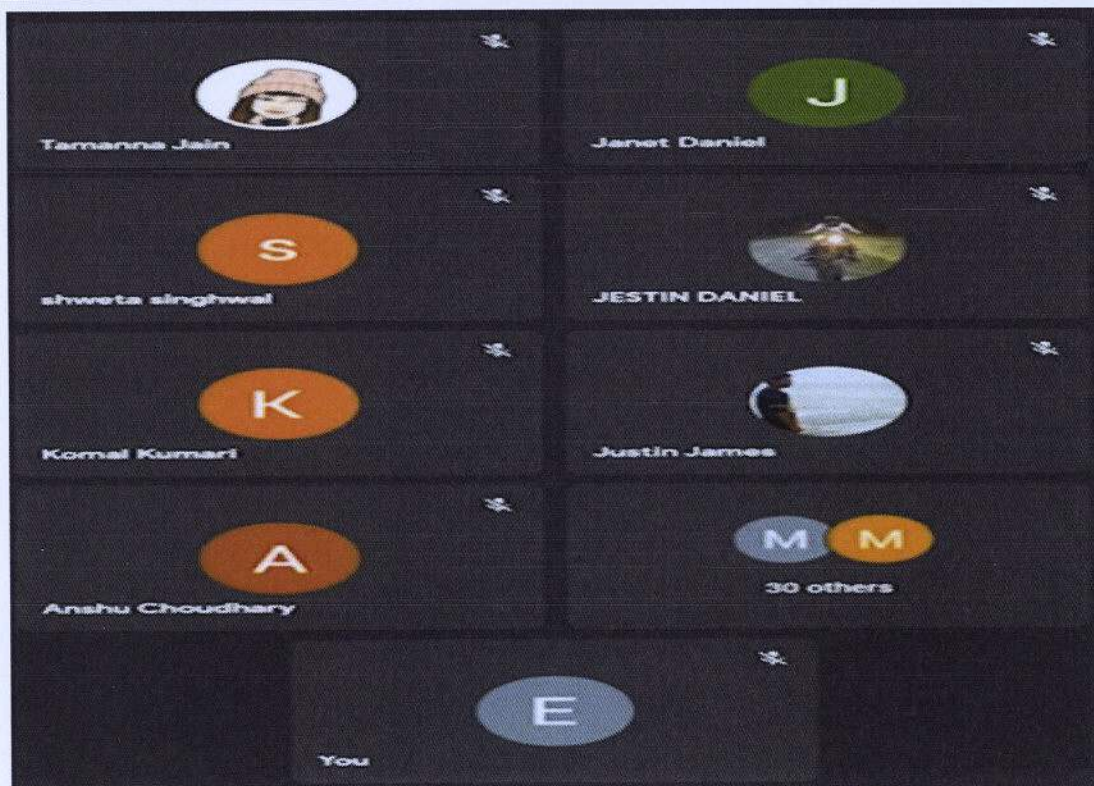 Tamanna Jain
J
Janet Daniel
S
shweta singhwal
JESTIN DANIEL
K
Komal Kumari
Justin James
A
Anshu Choudhary
M M
30 others
E
You